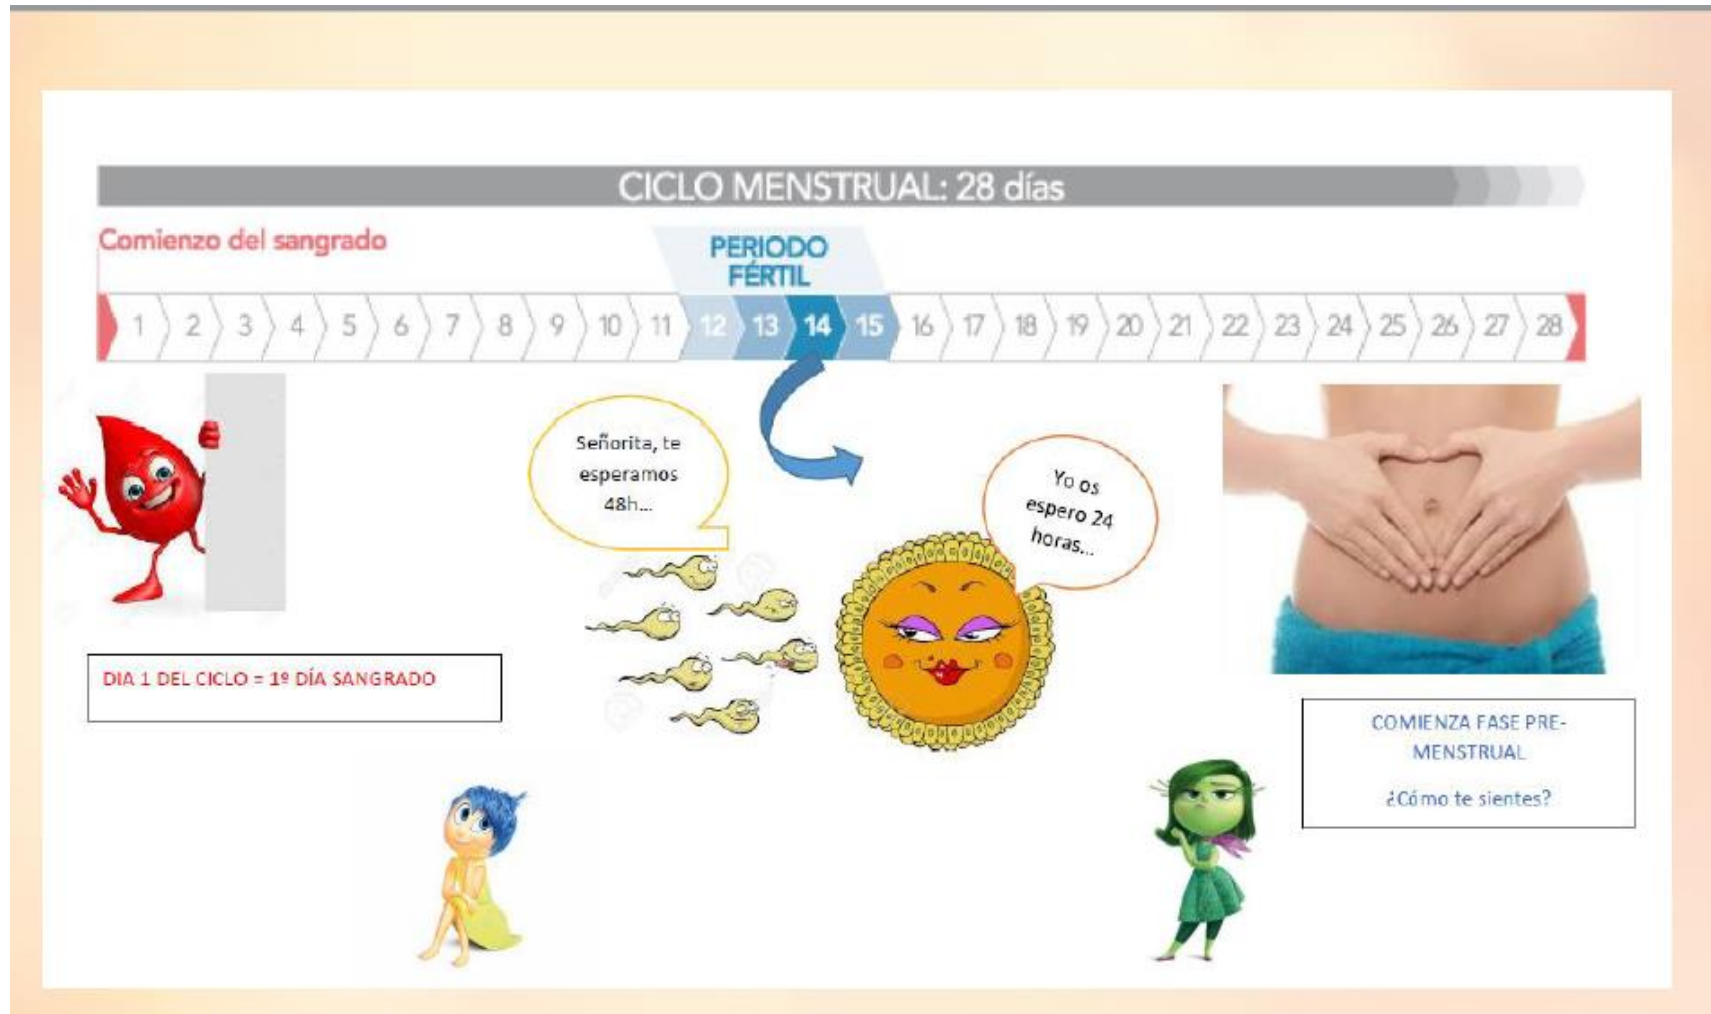 CICLO MENSTRUAL: 28 días
Comienzo del sangrado
PERIODO
FÉRTIL
1 2 3 4 5 6 7 8 9 10 11 12 13 14 15 16 17 18 19 20 21 22 23 24 25 26 27 28
Señorita, te
esperamos
48h...
Yo os
espero 24
horas...
DIA 1 DEL CICLO = 1º DÍA SANGRADO
COMIENZA FASE PRE-
MENSTRUAL
¿Cómo te sientes?